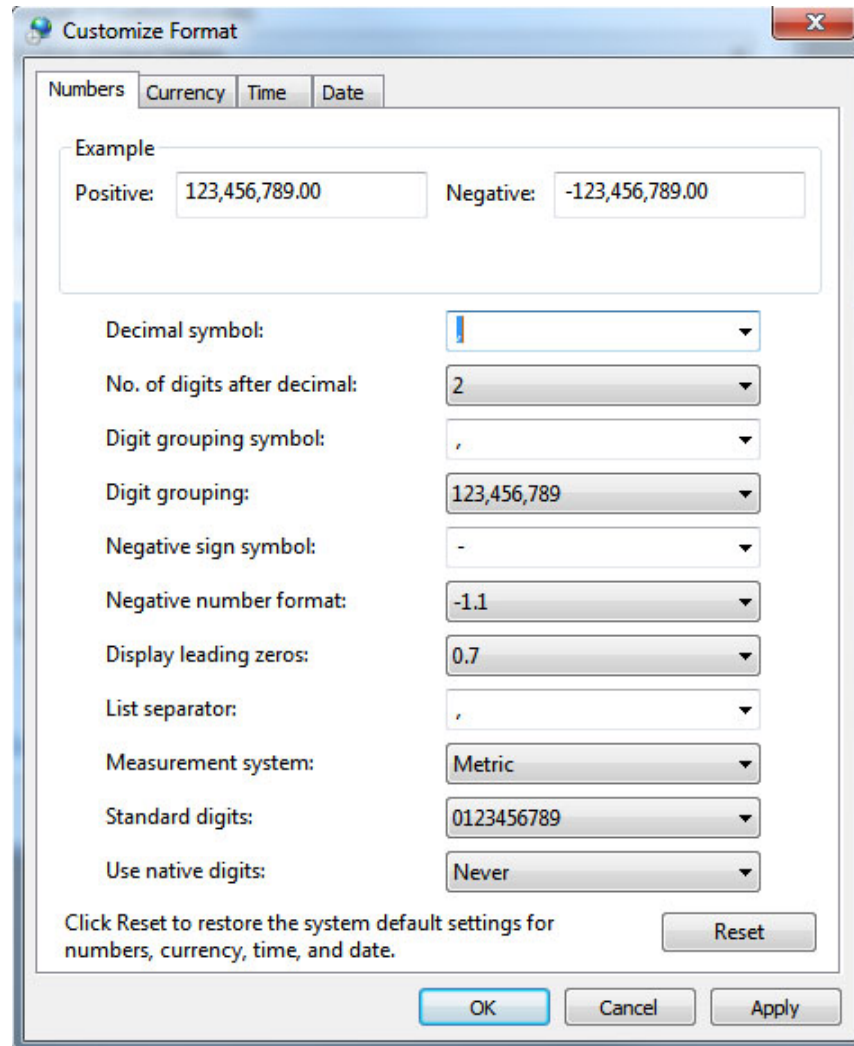 Customize Format
Numbers Currency Time Date
Example
Positive: 123,456,789.00 Negative: -123,456,789.00
Decimal symbol: ,
No. of digits after decimal: 2
Digit grouping symbol: ,
Digit grouping: 123,456,789
Negative sign symbol: -
Negative number format: -1.1
Display leading zeros: 0.7
List separator: ,
Measurement system: Metric
Standard digits: 0123456789
Use native digits: Never
Click Reset to restore the system default settings for
numbers, currency, time, and date.
Reset
OK Cancel Apply